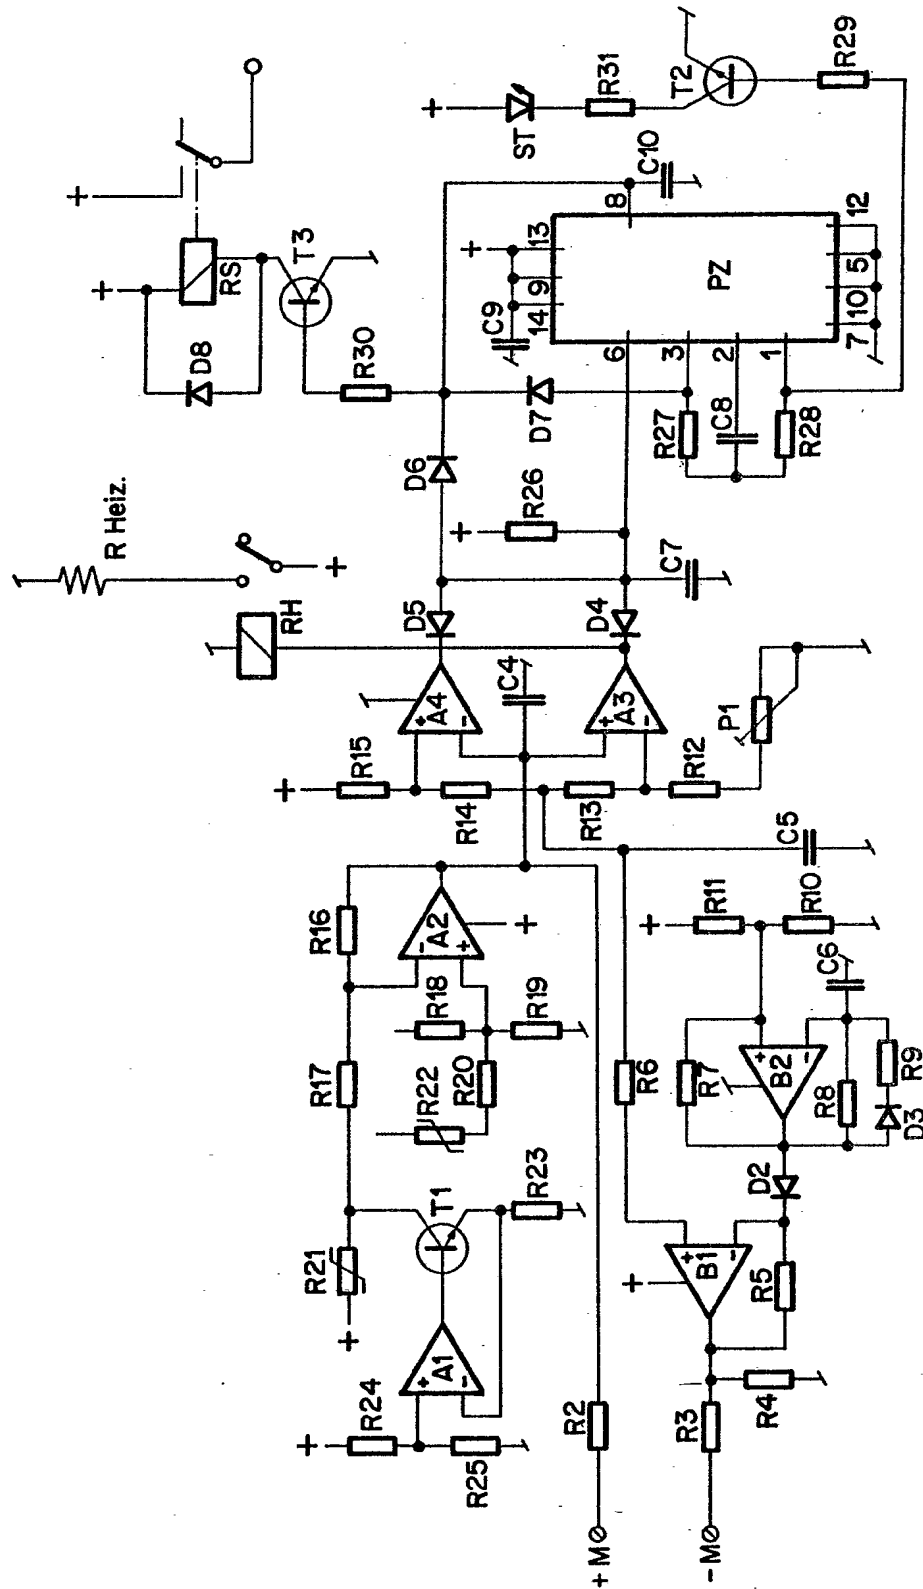 +
+
R Heiz.
RS
D8
T3
+
ST
R31
T2
R29
RH
+
R30
C9
+
14
9
13
8
C10
D6
D7
6
3
2
1
PZ
7
10
5
12
R27
C8
R28
+
R26
D5
D4
C7
+
R15
A4
+
-
C4
R14
R13
A3
+
-
R12
P1
R16
A2
-
+
+
C5
R17
R18
R19
R20
R22
+
R11
R10
C6
R6
R7
B2
+
-
R8
R9
D3
R21
+
T1
R23
D2
+
B1
+
-
R5
A1
+
-
+
R24
R25
R2
R3
R4
+M
-M